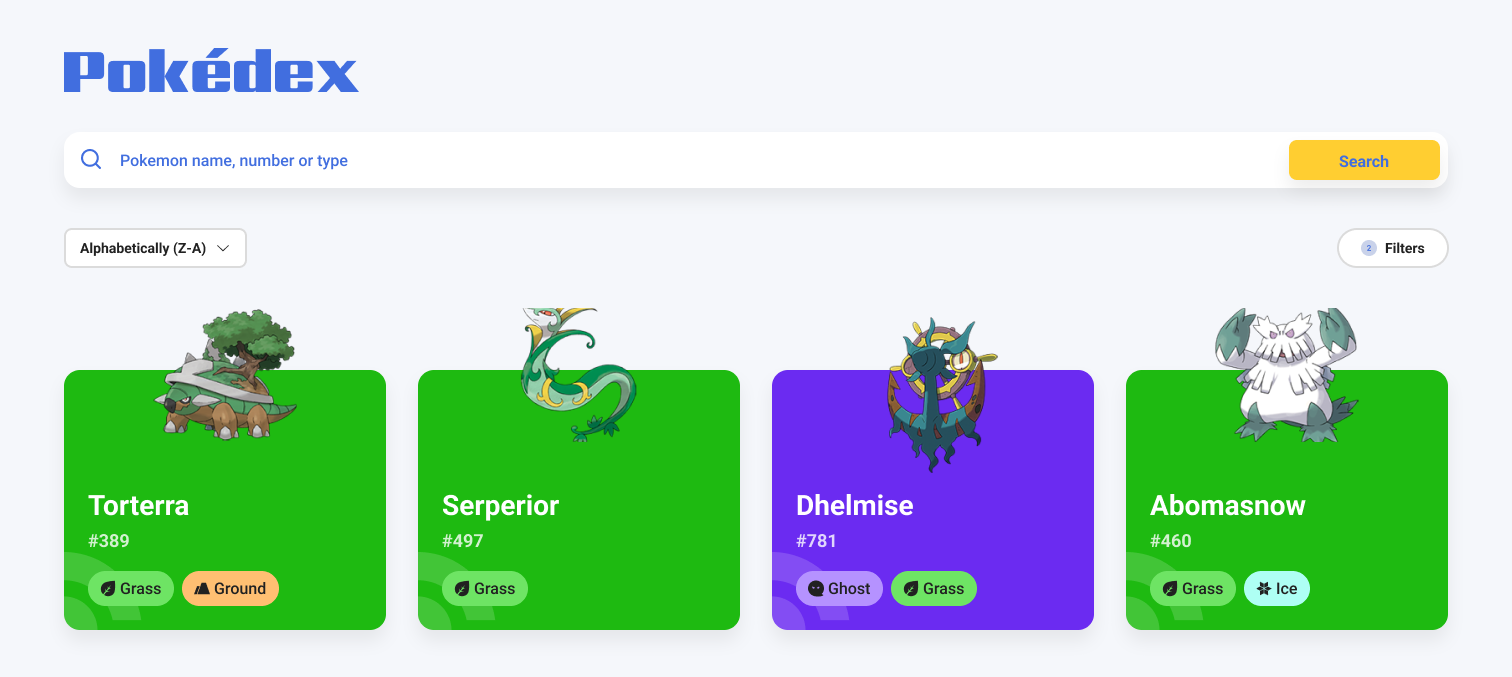 Pokédex
Pokemon name, number or type
Search
Alphabetically (Z-A)
2 Filters
Torterra
#389
Grass Ground
Serperior
#497
Grass
Dhelmise
#781
Ghost Grass
Abomasnow
#460
Grass Ice